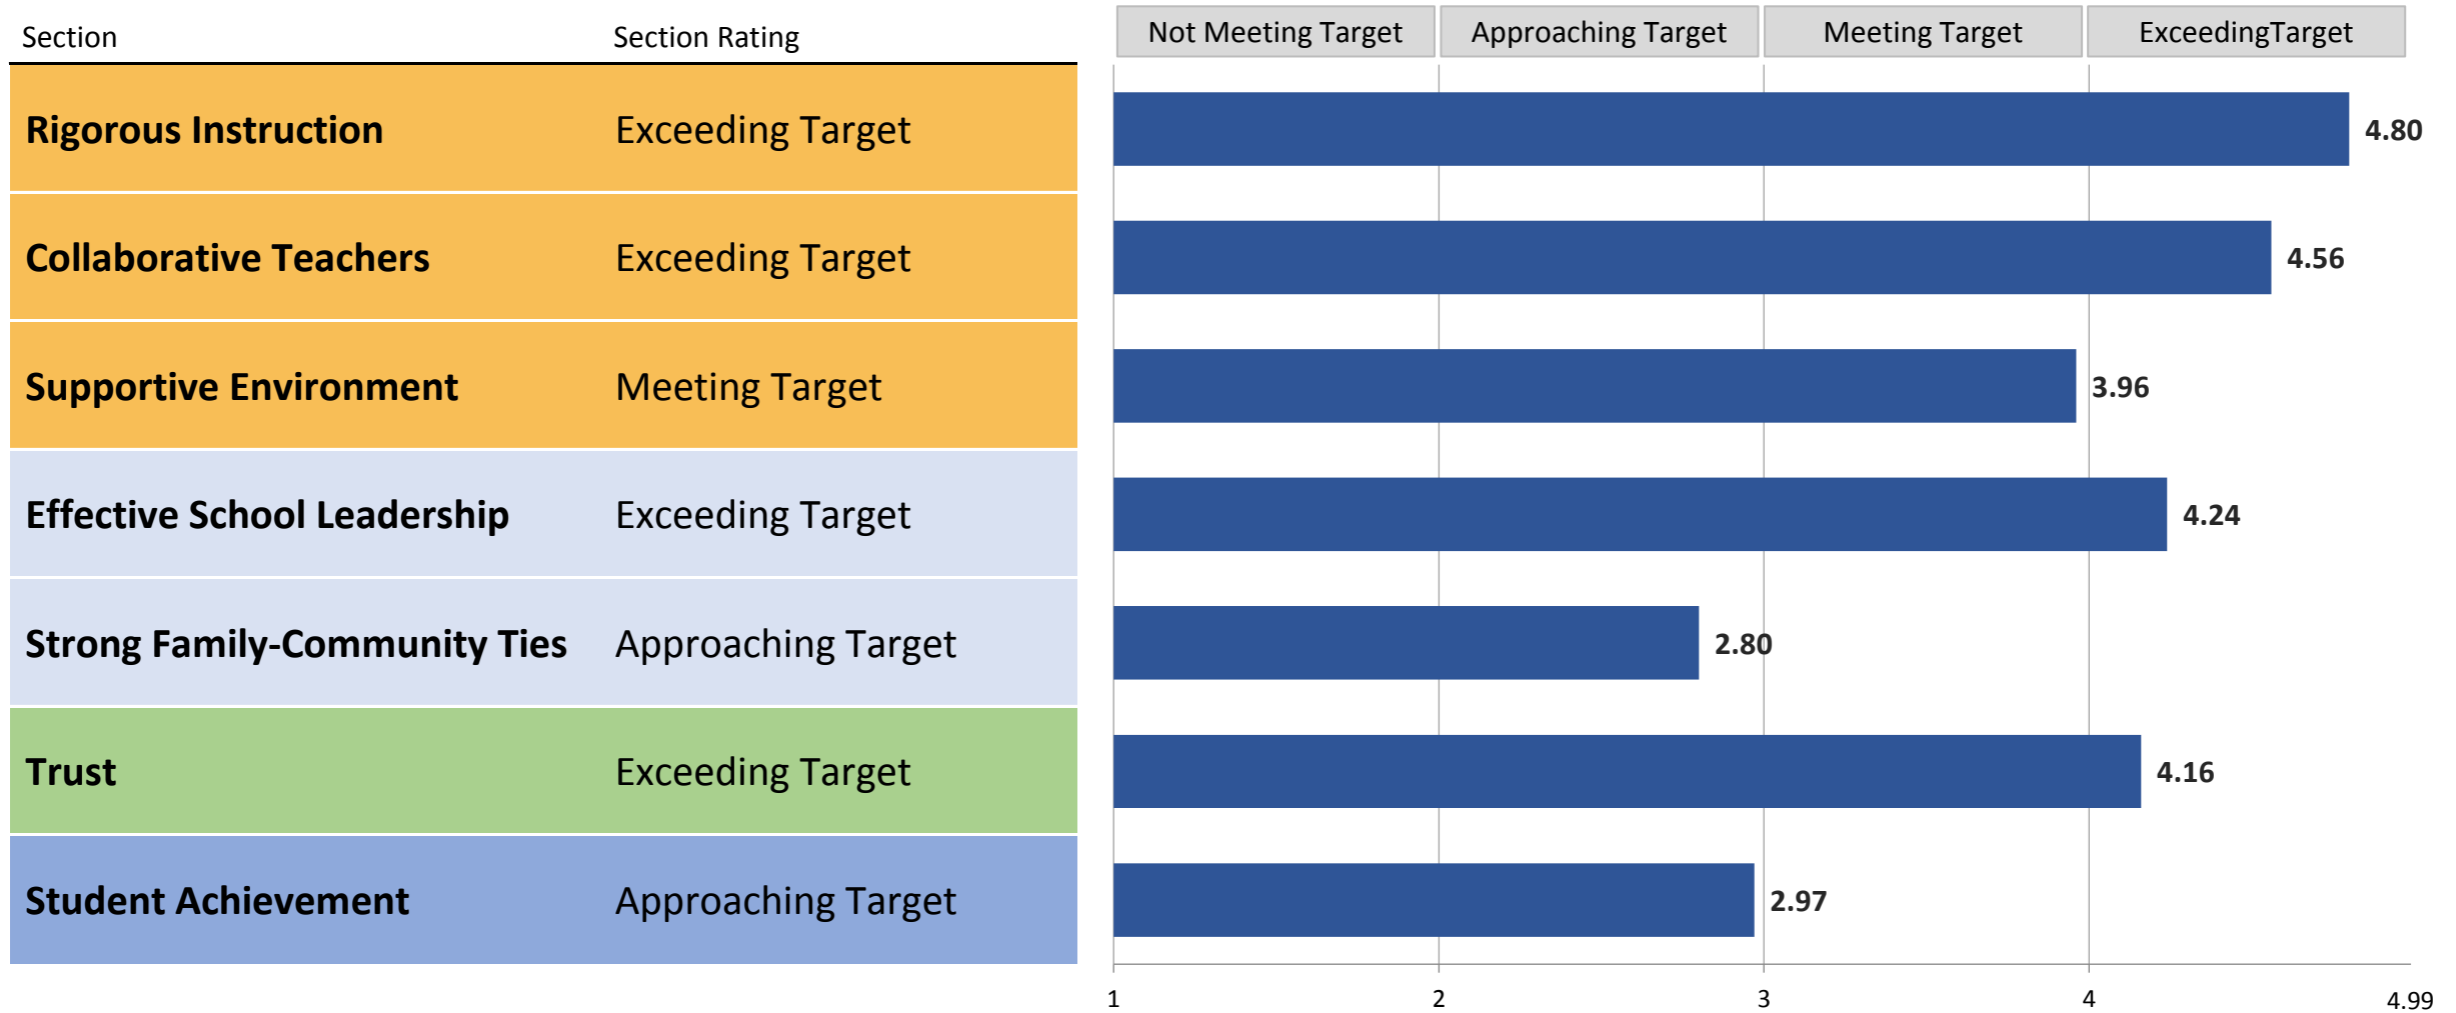 Section Section Rating Not Meeting Target Approaching Target Meeting Target ExceedingTarget
Rigorous Instruction Exceeding Target 4.80
Collaborative Teachers Exceeding Target 4.56
Supportive Environment Meeting Target 3.96
Effective School Leadership Exceeding Target 4.24
Strong Family-Community Ties Approaching Target 2.80
Trust Exceeding Target 4.16
Student Achievement Approaching Target 2.97
1 2 3 4 4.99